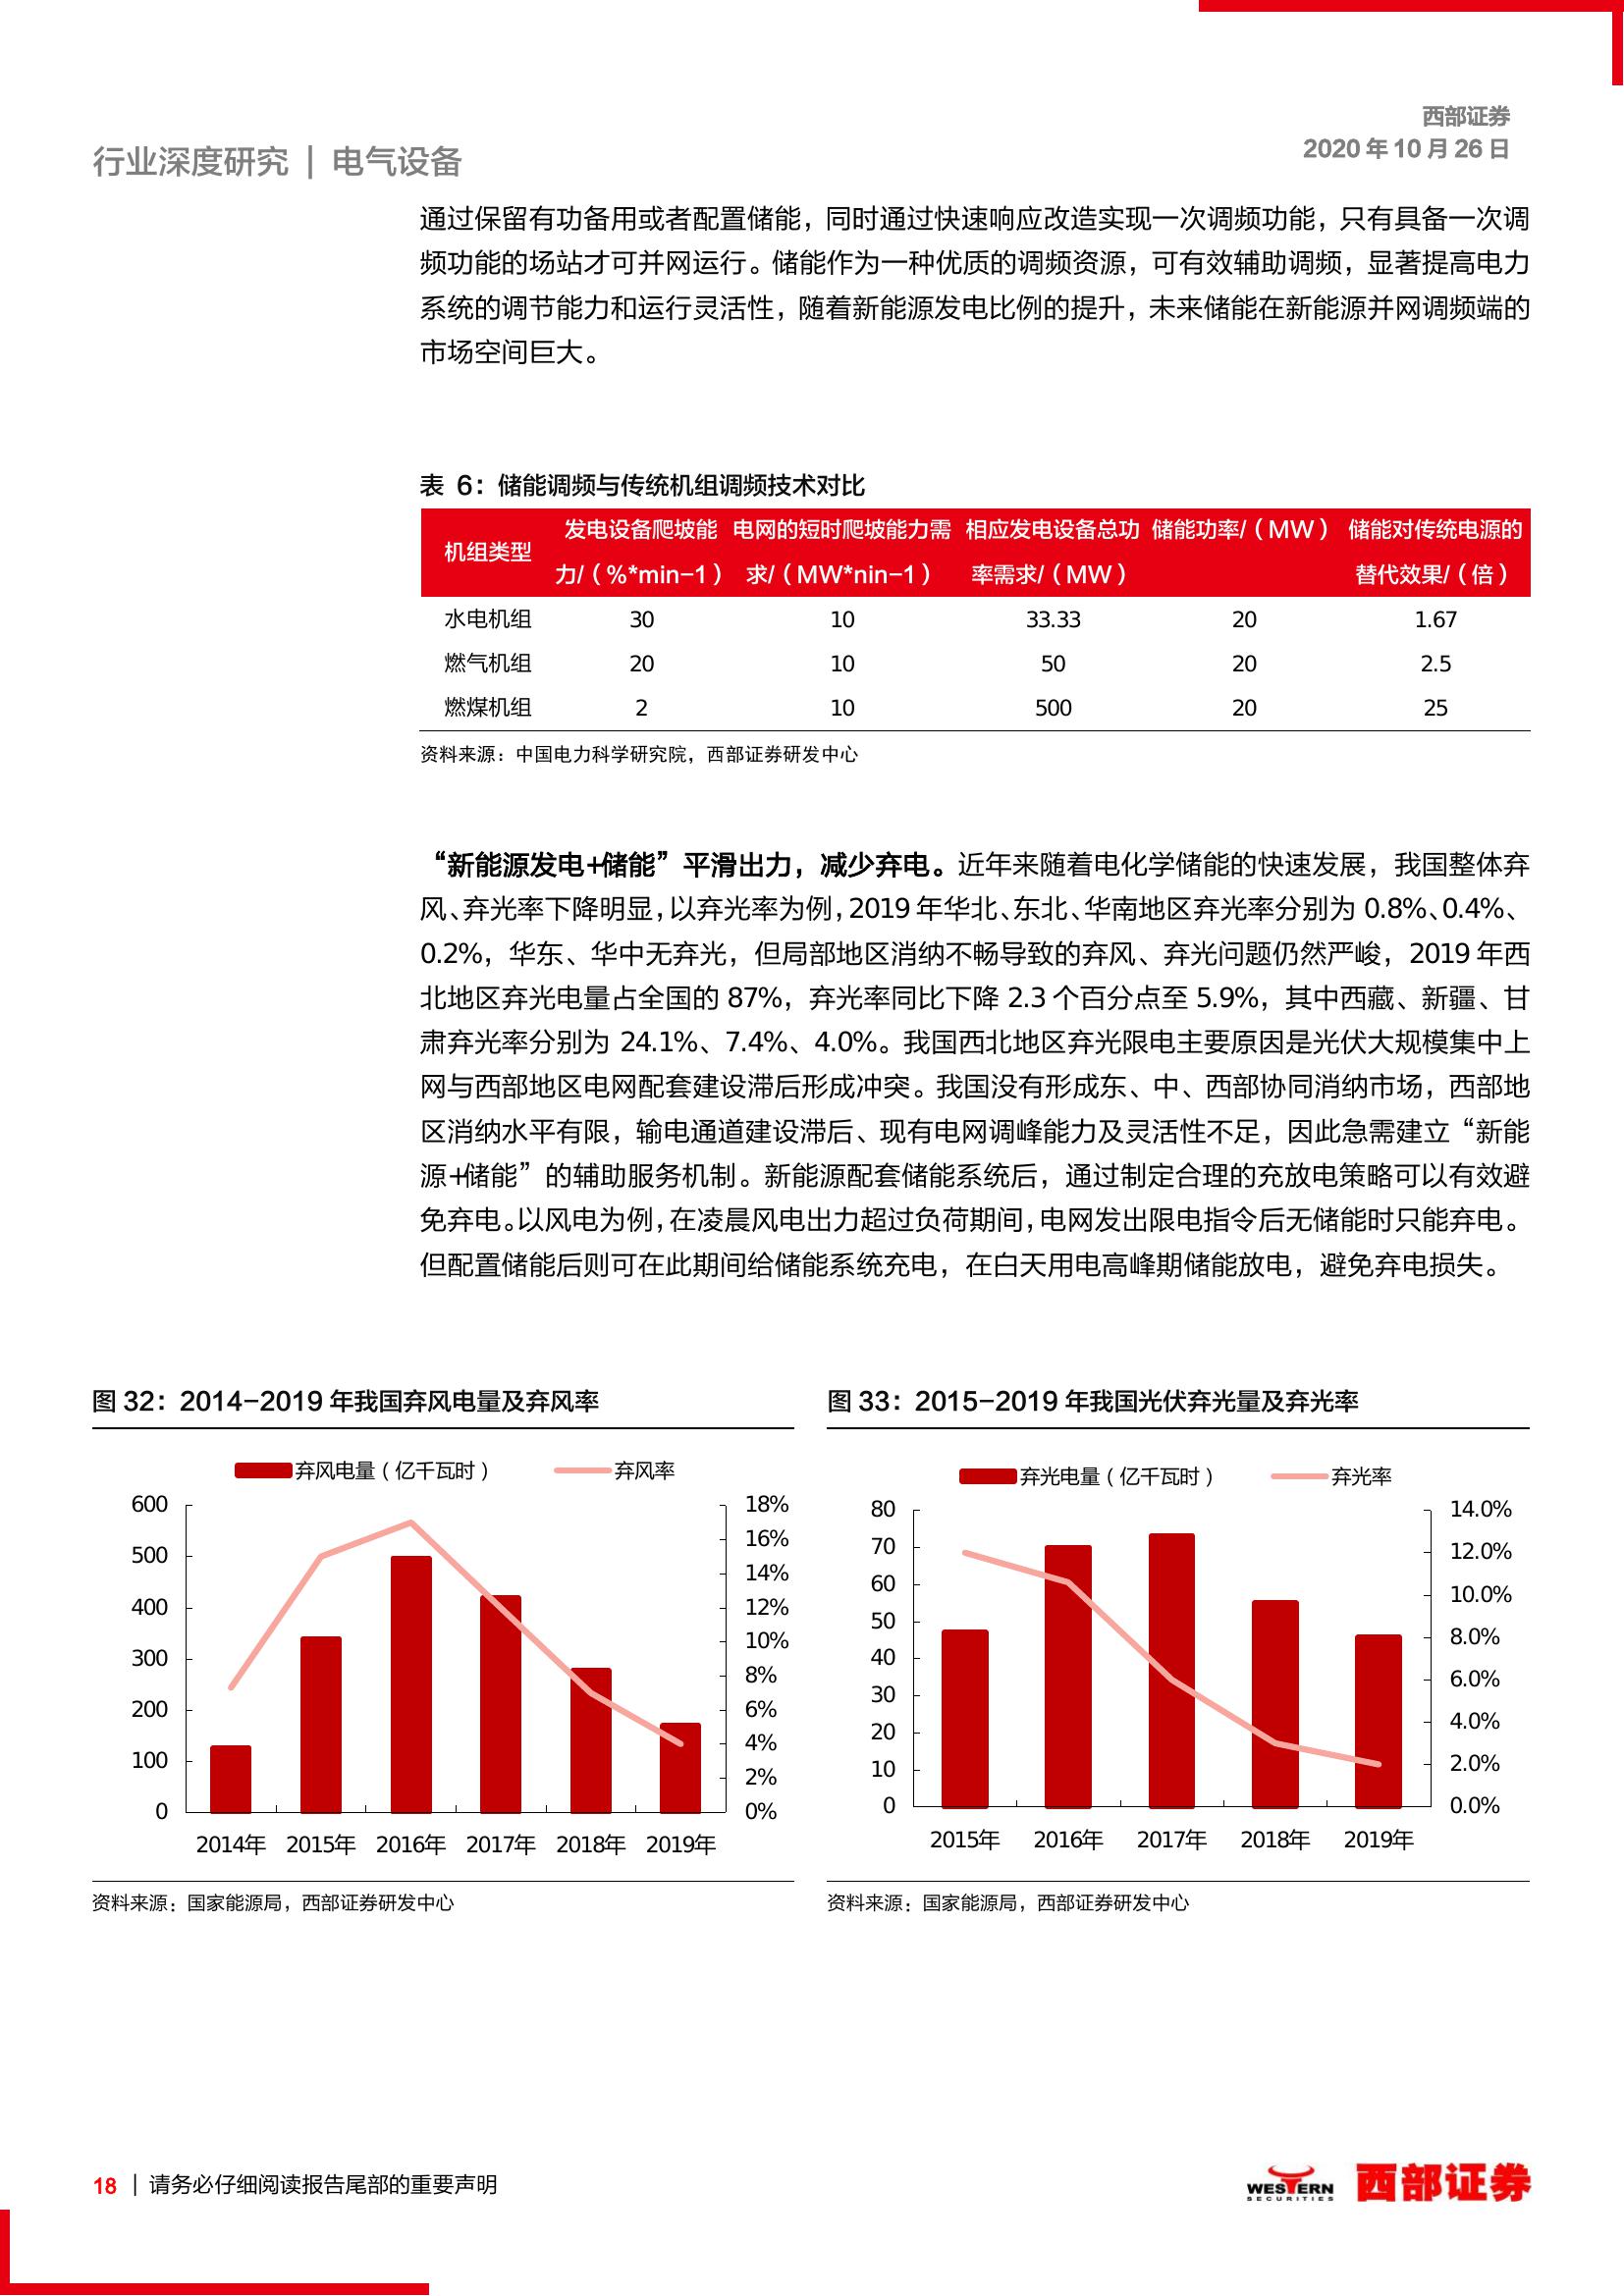 西部证券
2020 年 10 月 26 日
行业深度研究 | 电气设备
通过保留有功备用或者配置储能，同时通过快速响应改造实现一次调频功能，只有具备一次调
频功能的场站才可并网运行。储能作为一种优质的调频资源，可有效辅助调频，显著提高电力
系统的调节能力和运行灵活性，随着新能源发电比例的提升，未来储能在新能源并网调频端的
市场空间巨大。
表 6：储能调频与传统机组调频技术对比
机组类型 发电设备爬坡能力/（%*min-1） 电网的短时爬坡能力需求/（MW*nin-1） 相应发电设备总功率需求/（MW） 储能功率/（MW） 储能对传统电源的替代效果/（倍）
水电机组 30 10 33.33 20 1.67
燃气机组 20 10 50 20 2.5
燃煤机组 2 10 500 20 25
资料来源：中国电力科学研究院，西部证券研发中心
“新能源发电+储能”平滑出力，减少弃电。近年来随着电化学储能的快速发展，我国整体弃
风、弃光率下降明显，以弃光率为例，2019 年华北、东北、华南地区弃光率分别为 0.8%、0.4%、
0.2%，华东、华中无弃光，但局部地区消纳不畅导致的弃风、弃光问题仍然严峻，2019 年西
北地区弃光电量占全国的 87%，弃光率同比下降 2.3 个百分点至 5.9%，其中西藏、新疆、甘
肃弃光率分别为 24.1%、7.4%、4.0%。我国西北地区弃光限电主要原因是光伏大规模集中上
网与西部地区电网配套建设滞后形成冲突。我国没有形成东、中、西部协同消纳市场，西部地
区消纳水平有限，输电通道建设滞后、现有电网调峰能力及灵活性不足，因此急需建立“新能
源+储能”的辅助服务机制。新能源配套储能系统后，通过制定合理的充放电策略可以有效避
免弃电。以风电为例，在凌晨风电出力超过负荷期间，电网发出限电指令后无储能时只能弃电。
但配置储能后则可在此期间给储能系统充电，在白天用电高峰期储能放电，避免弃电损失。
图 32：2014-2019 年我国弃风电量及弃风率
弃风电量（亿千瓦时） 弃风率
600
500
400
300
200
100
0
18%
16%
14%
12%
10%
8%
6%
4%
2%
0%
2014年 2015年 2016年 2017年 2018年 2019年
资料来源：国家能源局，西部证券研发中心
图 33：2015-2019 年我国光伏弃光量及弃光率
弃光电量（亿千瓦时） 弃光率
80
70
60
50
40
30
20
10
0
14.0%
12.0%
10.0%
8.0%
6.0%
4.0%
2.0%
0.0%
2015年 2016年 2017年 2018年 2019年
资料来源：国家能源局，西部证券研发中心
18 | 请务必仔细阅读报告尾部的重要声明
WESTERN
SECURITIES
西部证券